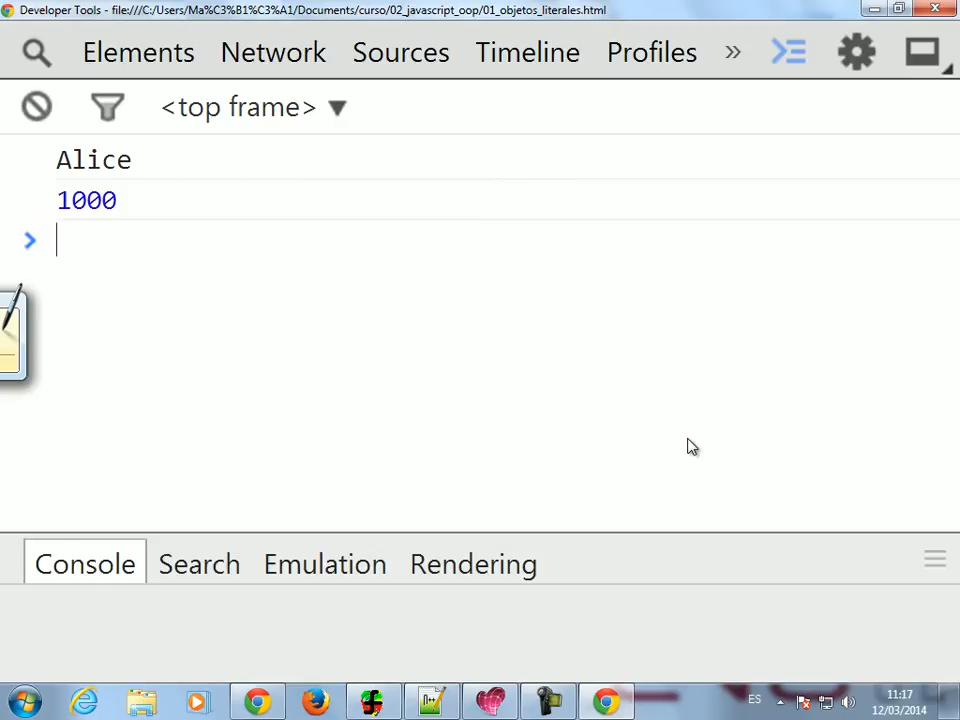 Developer Tools - file:///C:/Users/Ma%C3%B1%C3%A1/Documents/curso/02_javascript_oop/01_objetos_literales.html
Elements Network Sources Timeline Profiles »
<top frame> ▼
Alice
1000
>
Console Search Emulation Rendering
ES 11:17
12/03/2014